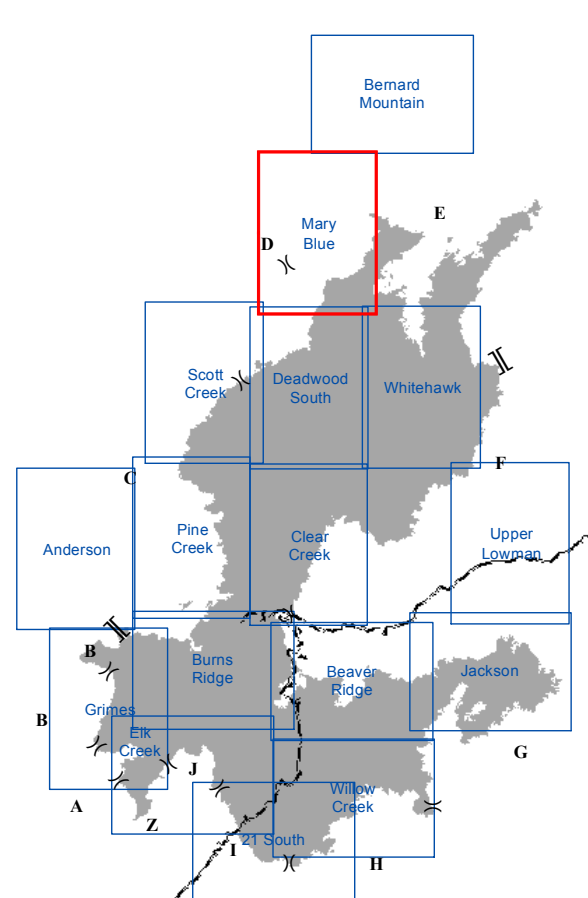 Bernard
Mountain
Mary
Blue
E
D
Scott
Creek
Deadwood
South
Whitehawk
F
C
Pine
Creek
Clear
Creek
Anderson
Upper
Lowman
B
Burns
Ridge
Beaver
Ridge
Jackson
B
Grimes
Elk
Creek
G
J
A
Willow
Creek
Z
I
21 South
H